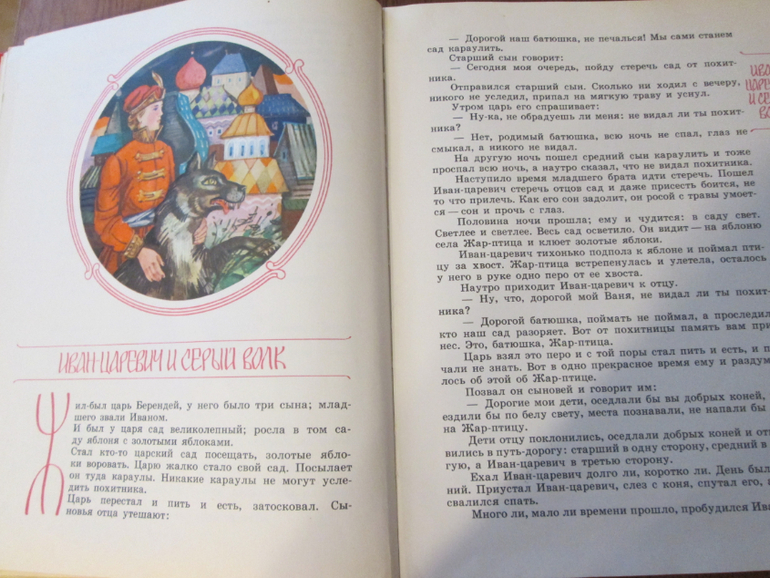 ИВАН-ЦАРЕВИЧ И СЕРЫЙ ВОЛК
Жил-был царь Берендей, у него было три сына; млад-
шего звали Иваном.
И был у царя сад великолепный; росла в том са-
ду яблоня с золотыми яблоками.
Стал кто-то царский сад посещать, золотые ябло-
ки воровать. Царю жалко стало свой сад. Посылает
он туда караулы. Никакие караулы не могут усле-
дить похитника.
Царь перестал и пить и есть, затосковал. Сы-
новья отца утешают:
— Дорогой наш батюшка, не печалься! Мы сами станем
сад караулить.
Старший сын говорит:
— Сегодня моя очередь, пойду стеречь сад от похит-
ника.
Отправился старший сын. Сколько ни ходил с вечеру,
никого не уследил, припал на мягкую траву и уснул.
Утром царь его спрашивает:
— Ну-ка, не обрадуешь ли меня: не видал ли ты похит-
ника?
— Нет, родимый батюшка, всю ночь не спал, глаз не
смыкал, а никого не видал.
На другую ночь пошел средний сын караулить и тоже
проспал всю ночь, а наутро сказал, что не видал похитника.
Наступило время младшего брата идти стеречь. Пошел
Иван-царевич стеречь отцов сад и даже присесть боится, не
то что прилечь. Как его сон задолит, он росой с травы умоет-
ся — сон и прочь с глаз.
Половина ночи прошла; ему и чудится: в саду свет.
Светлее и светлее. Весь сад осветило. Он видит — на яблоню
села Жар-птица и клюет золотые яблоки.
Иван-царевич тихонько подполз к яблоне и поймал пти-
цу за хвост. Жар-птица встрепенулась и улетела, осталось
у него в руке одно перо от ее хвоста.
Наутро приходит Иван-царевич к отцу.
— Ну, что, дорогой мой Ваня, не видал ли ты похит-
ника?
— Дорогой батюшка, поймать не поймал, а проследил,
кто наш сад разоряет. Вот от похитницы память вам при-
нес. Это, батюшка, Жар-птица.
Царь взял это перо и с той поры стал пить и есть, и п
чали не знать. Вот в одно прекрасное время ему и раздум
лось об этой об Жар-птице.
Позвал он сыновей и говорит им:
— Дорогие мои дети, оседлали бы вы добрых коней,
ездили бы по белу свету, места познавали, не напали бы
на Жар-птицу.
Дети отцу поклонились, оседлали добрых коней и отп
вились в путь-дорогу: старший в одну сторону, средний в
гую, а Иван-царевич в третью сторону.
Ехал Иван-царевич долго ли, коротко ли. День был
ний. Приустал Иван-царевич, слез с коня, спутал его, а
свалился спать.
Много ли, мало ли времени прошло, пробудился Ива
ИВА
ЦАРЕВ
И СЕ
ВО